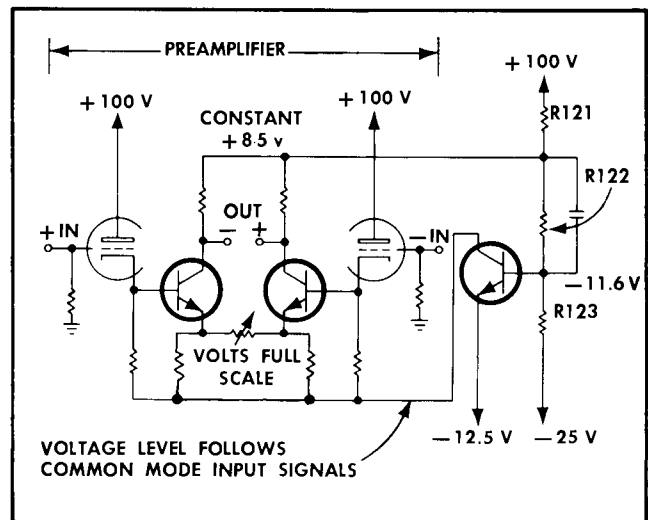 PREAMPLIFIER
+100 V
+100 V
+100 V
CONSTANT
+8.5 v
R121
R122
OUT
- +
+ IN
- IN
-11.6 V
R123
VOLTS FULL
SCALE
-12.5 V
-25 V
VOLTAGE LEVEL FOLLOWS
COMMON MODE INPUT SIGNALS